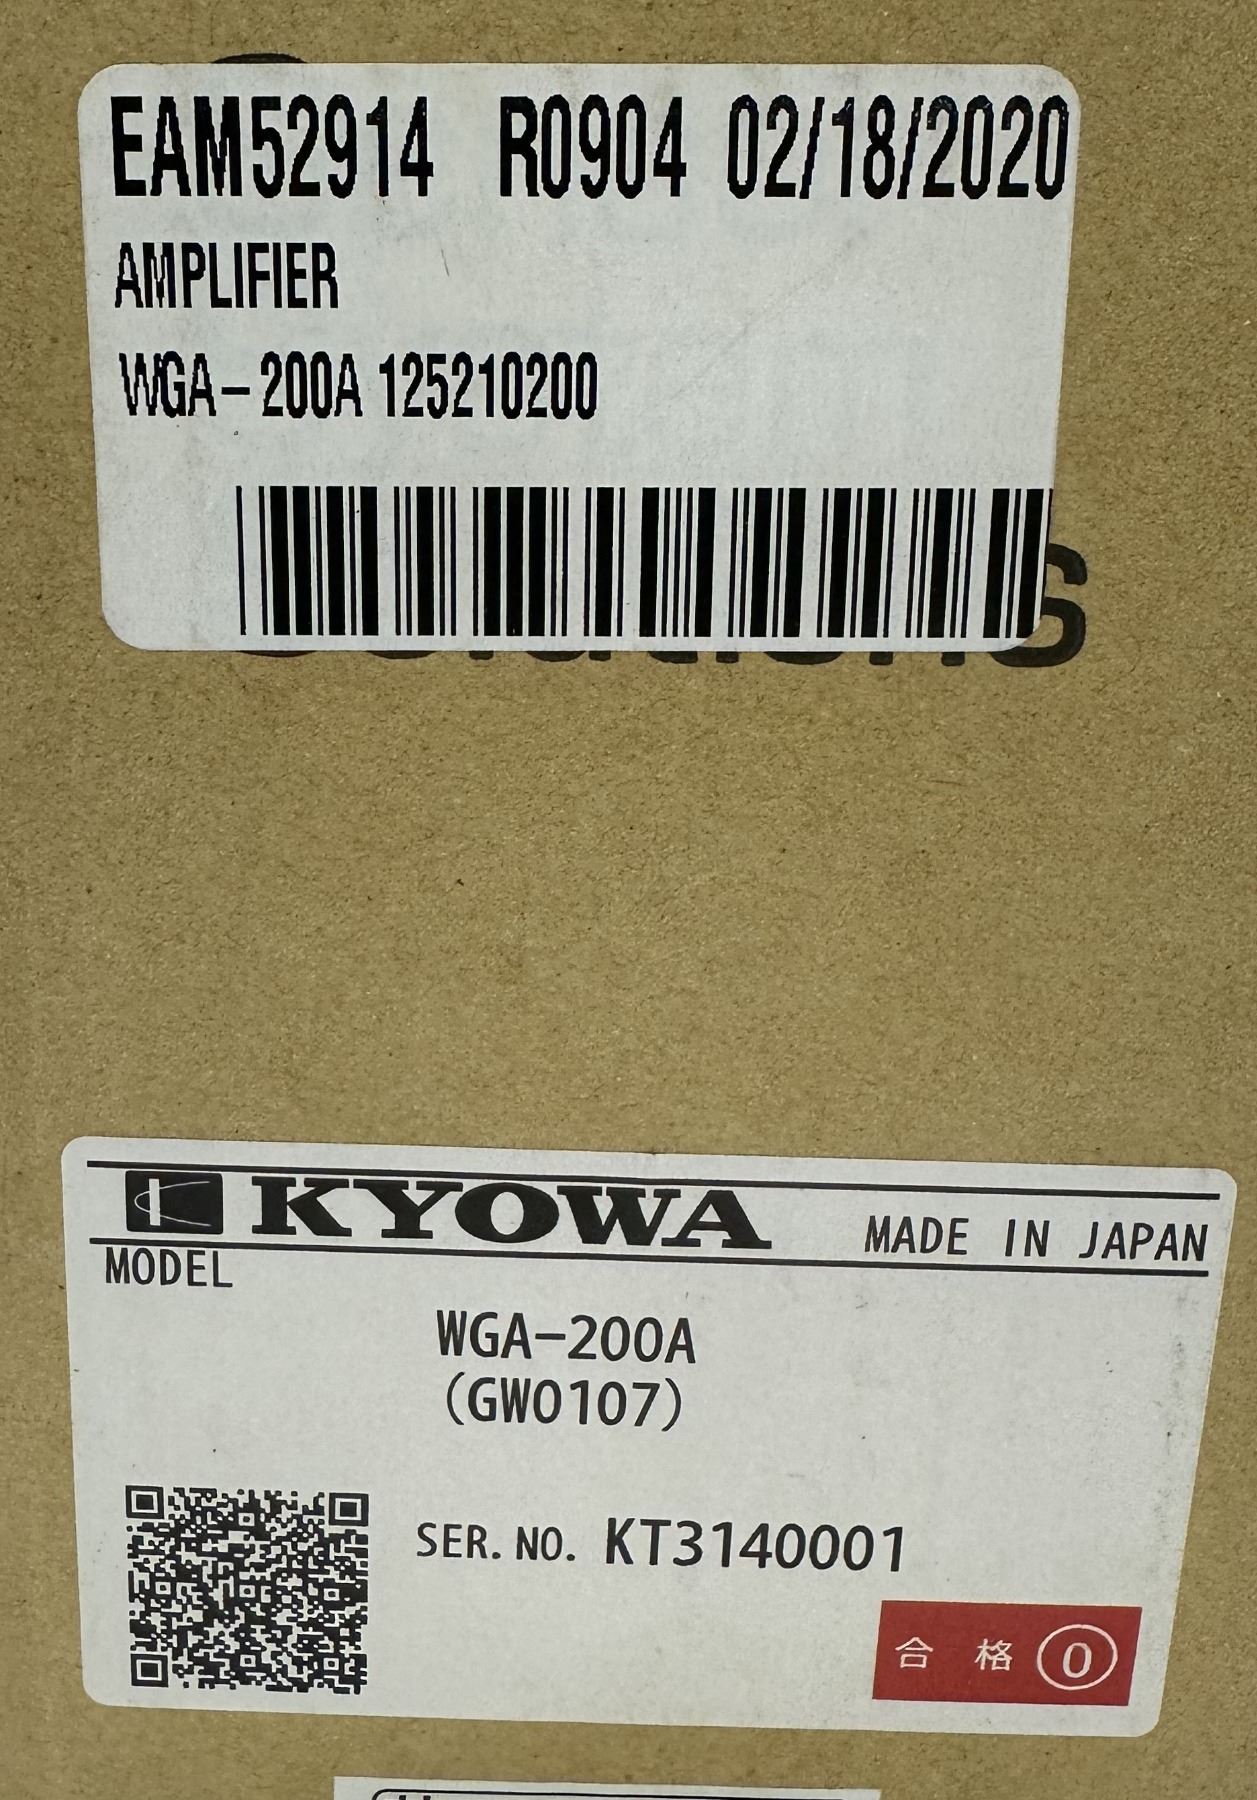 EAM52914 R0904 02/18/2020
AMPLIFIER
WGA-200A 125210200
KYOWA MADE IN JAPAN
MODEL
WGA-200A
(GW0107)
SER. NO. KT3140001
合格 0